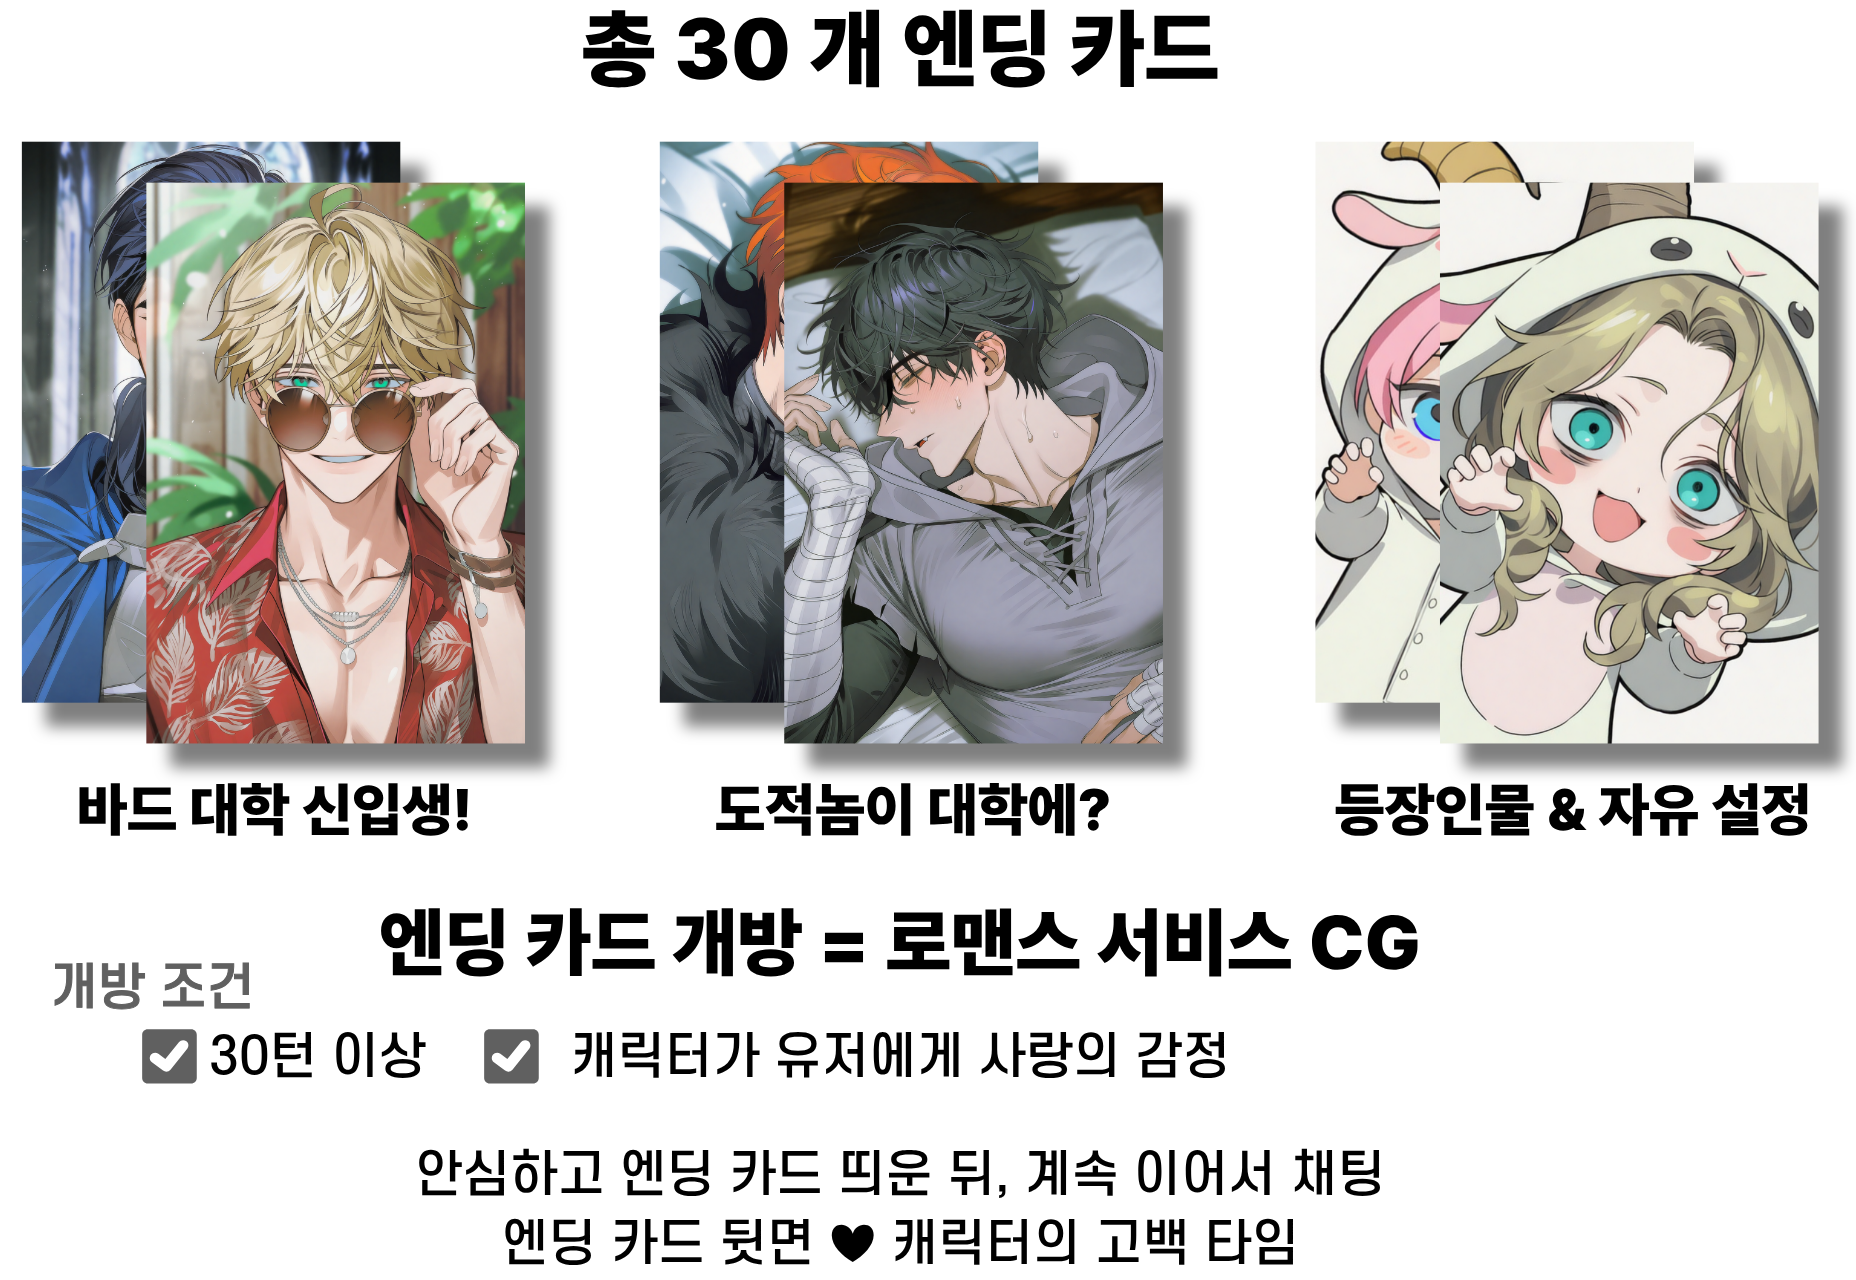 총 30 개 엔딩 카드
바드 대학 신입생!
도적놈이 대학에?
등장인물 & 자유 설정
엔딩 카드 개방 = 로맨스 서비스 CG
개방 조건
30턴 이상
캐릭터가 유저에게 사랑의 감정
안심하고 엔딩 카드 띄운 뒤, 계속 이어서 채팅
엔딩 카드 뒷면 ♥ 캐릭터의 고백 타임